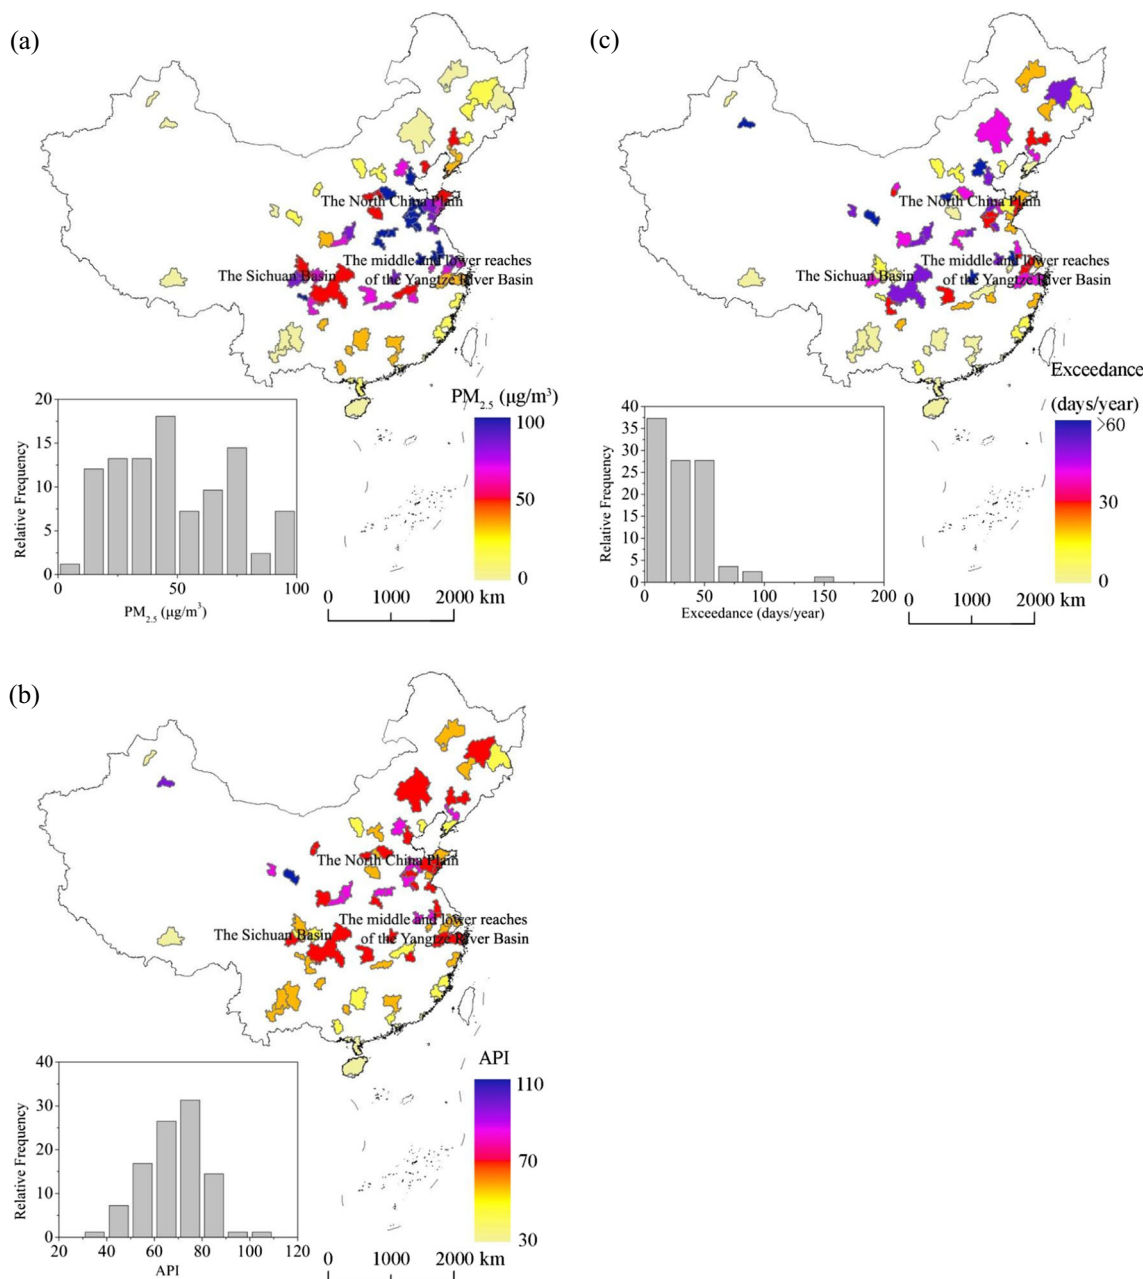 (a)
The North China Plain
The middle and lower reaches
of the Yangtze River Basin
The Sichuan Basin
PM2.5 (μg/m³)
100
50
0
20
15
10
5
0
Relative Frequency
0
50
100
PM2.5 (μg/m³)
0
1000
2000 km
(c)
The North China Plain
The middle and lower reaches
of the Yangtze River Basin
The Sichuan Basin
Exceedance
(days/year)
>60
30
0
40
35
30
25
20
15
10
5
0
Relative Frequency
0
50
100
150
200
Exceedance (days/year)
0
1000
2000 km
(b)
The North China Plain
The middle and lower reaches
of the Yangtze River Basin
The Sichuan Basin
API
110
70
30
40
30
20
10
0
Relative Frequency
20
40
60
80
100
120
API
0
1000
2000 km